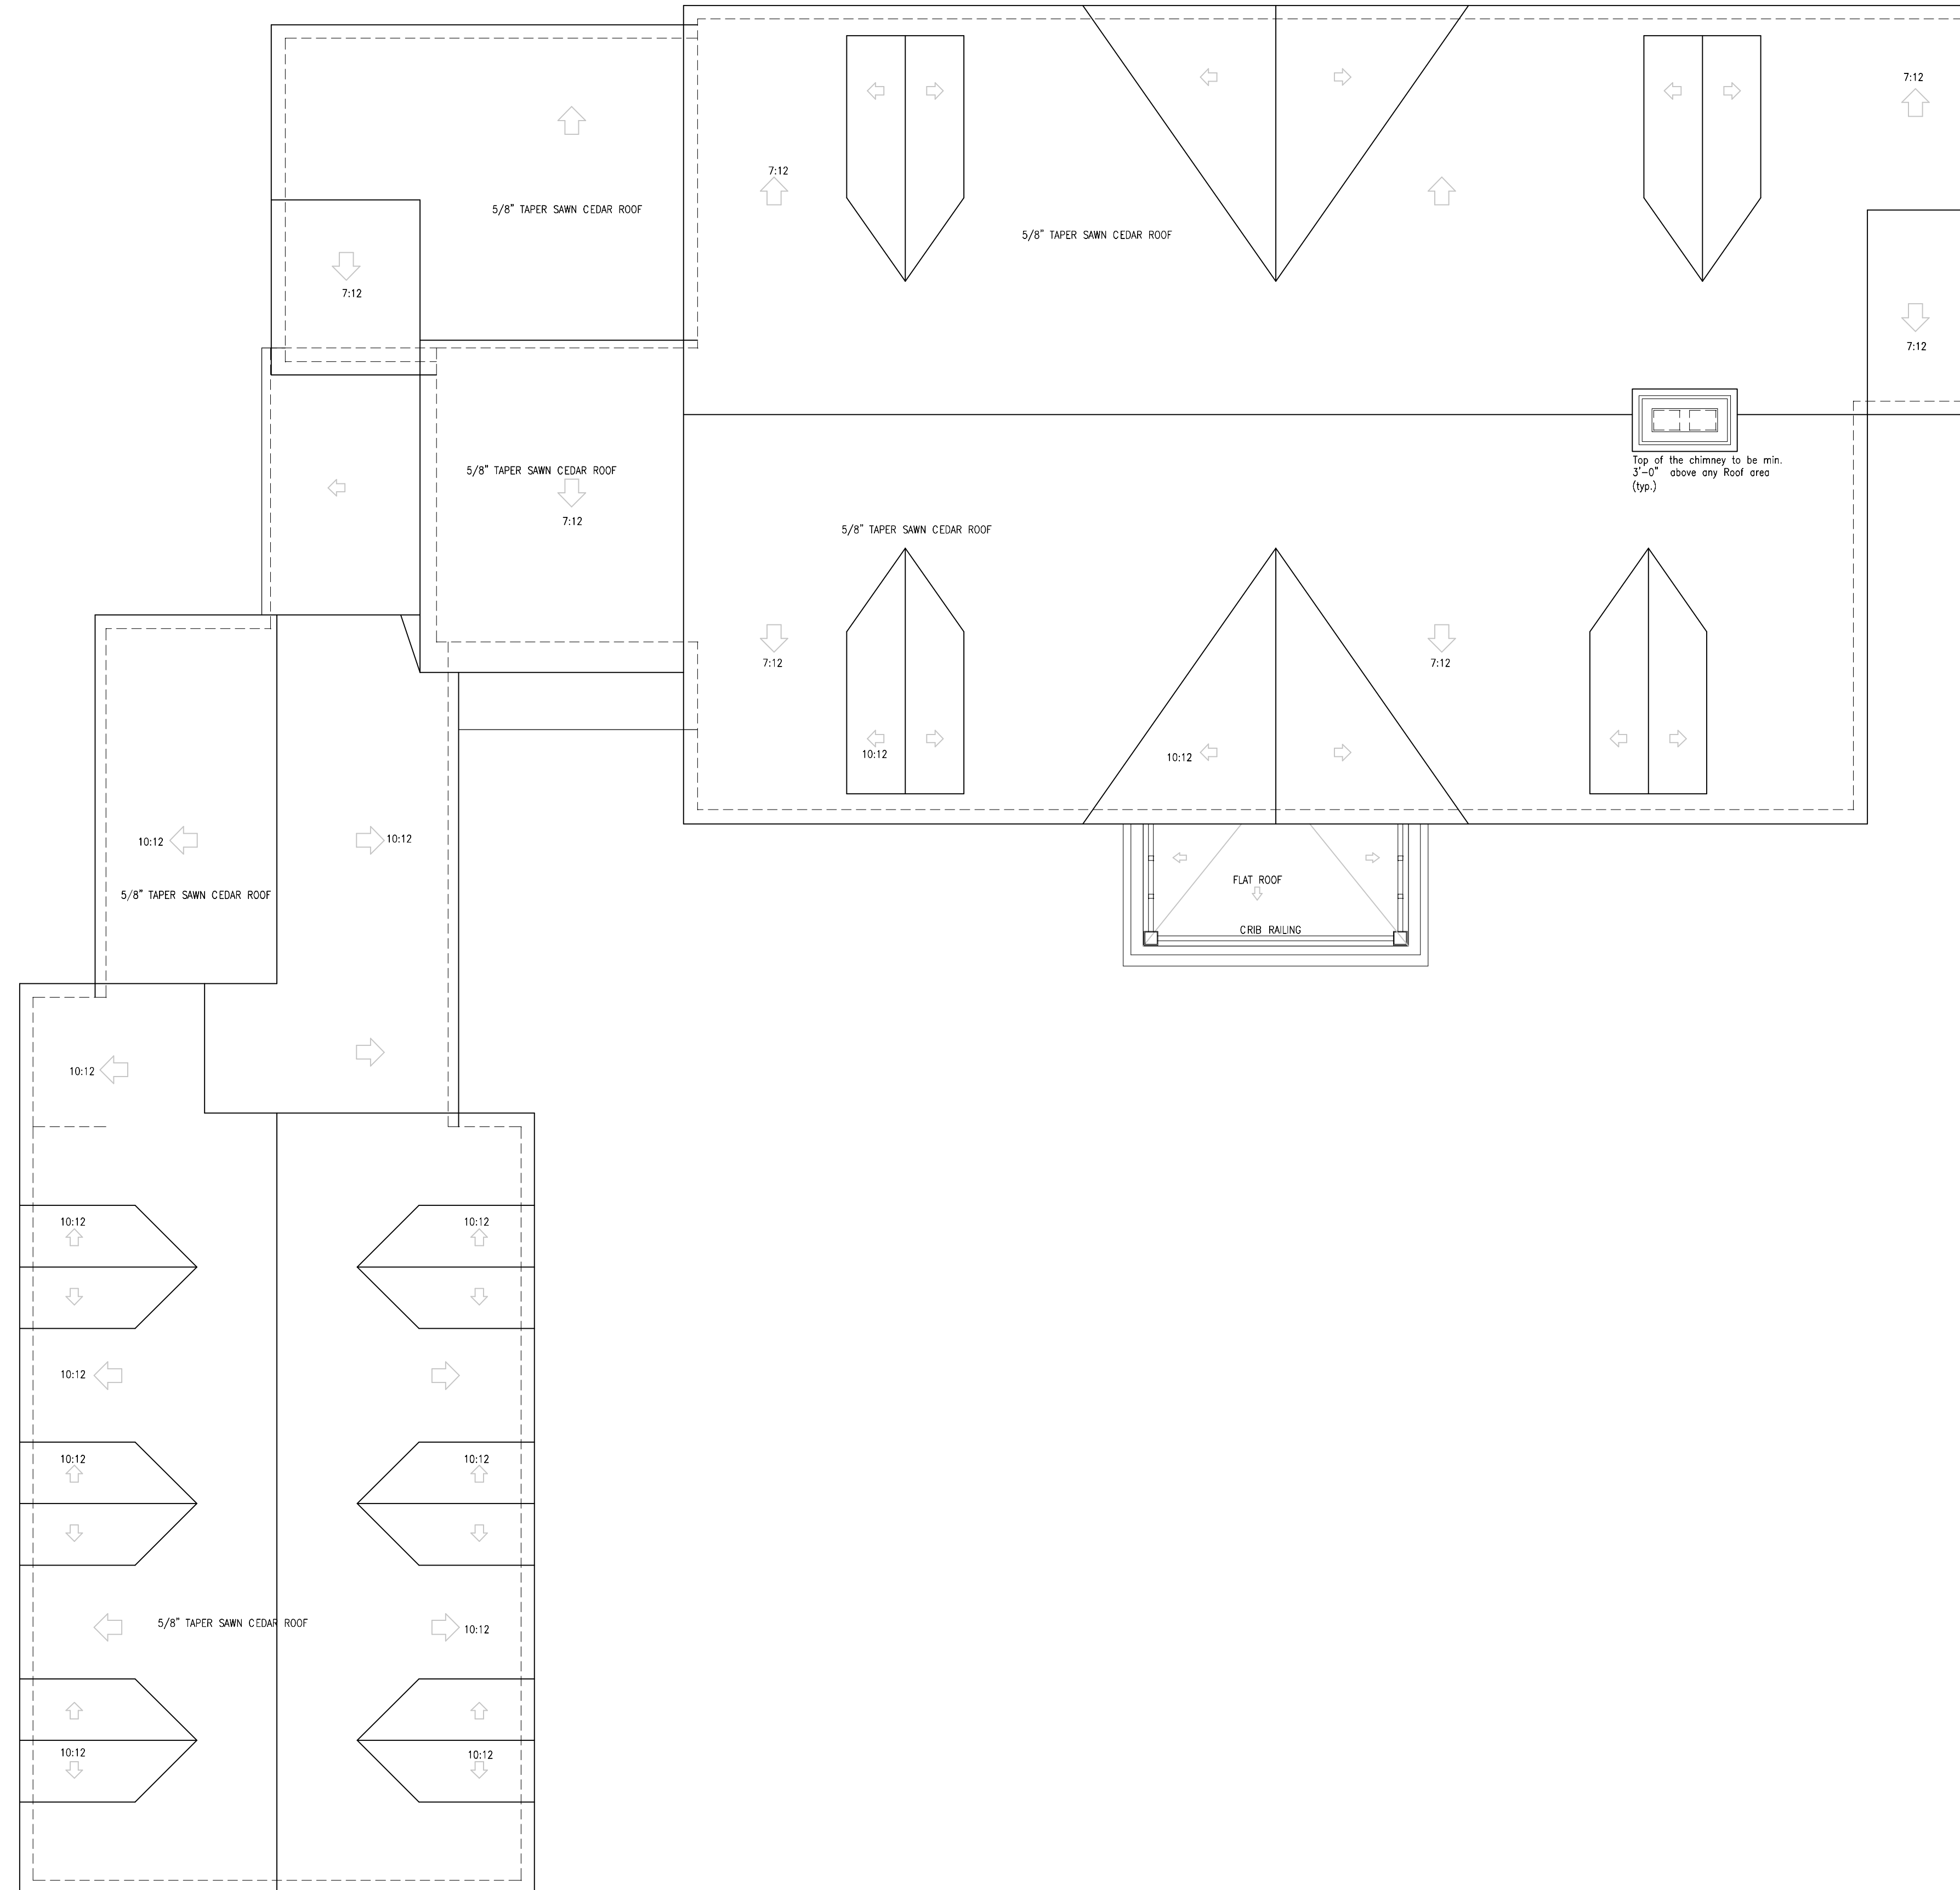 7:12
7:12
5/8" TAPER SAWN CEDAR ROOF
5/8" TAPER SAWN CEDAR ROOF
7:12
7:12
Top of the chimney to be min.
3'-0" above any Roof area
(typ.)
5/8" TAPER SAWN CEDAR ROOF
7:12
5/8" TAPER SAWN CEDAR ROOF
7:12
7:12
10:12
10:12
10:12
10:12
FLAT ROOF
5/8" TAPER SAWN CEDAR ROOF
CRIB RAILING
10:12
10:12
10:12
10:12
10:12
10:12
5/8" TAPER SAWN CEDAR ROOF
10:12
10:12
10:12